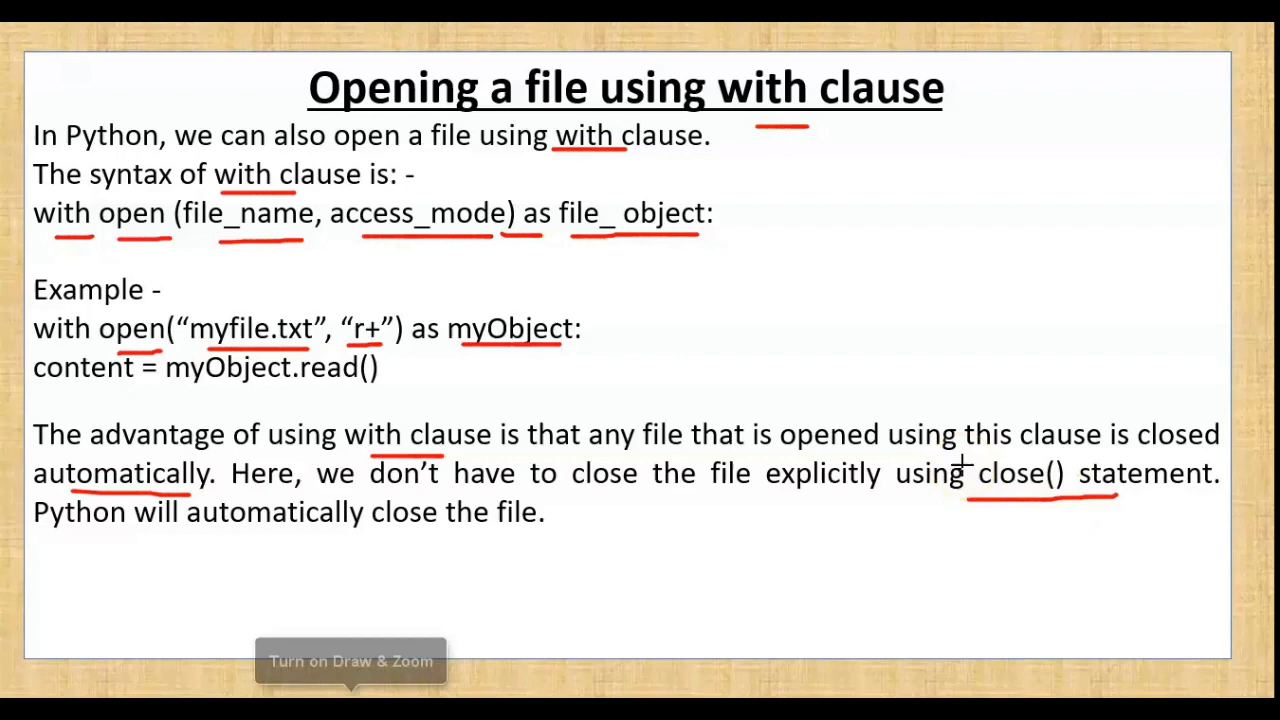 Opening a file using with clause
In Python, we can also open a file using with clause.
The syntax of with clause is: -
with open (file_name, access_mode) as file_ object:
Example -
with open(“myfile.txt”, “r+”) as myObject:
content = myObject.read()
The advantage of using with clause is that any file that is opened using this clause is closed
automatically. Here, we don’t have to close the file explicitly using close() statement.
Python will automatically close the file.
Turn on Draw & Zoom